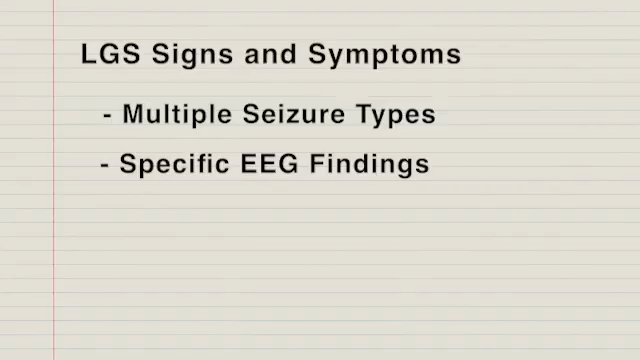 LGS Signs and Symptoms
- Multiple Seizure Types
- Specific EEG Findings